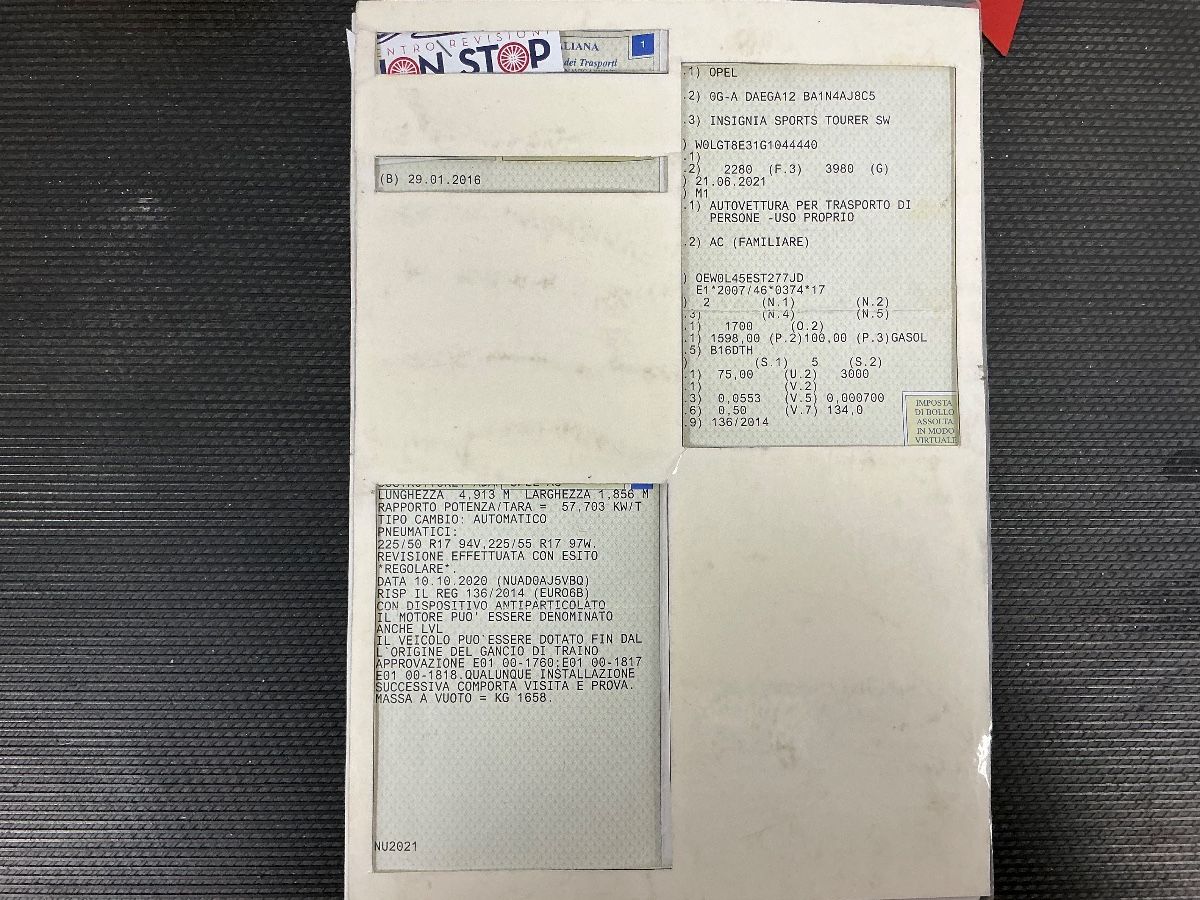 NTRO REVISIONI
NON STOP
ALIANA
1
dei Trasporti
(B) 29.01.2016
.1) OPEL
.2) 0G-A DAEGA12 BA1N4AJ8C5
.3) INSIGNIA SPORTS TOURER SW
) W0LGT8E31G1044440
.1)
.2) 2280 (F.3) 3980 (G)
) 21.06.2021
) M1
.1) AUTOVETTURA PER TRASPORTO DI
PERSONE -USO PROPRIO
.2) AC (FAMILIARE)
) OEW0L45EST277JD
E1*2007/46*0374*17
) 2 (N.1) (N.2)
.3) (N.4) (N.5)
.1) 1700 (O.2)
.1) 1598,00 (P.2)100,00 (P.3)GASOL
.5) B16DTH
) (S.1) 5 (S.2)
.1) 75,00 (U.2) 3000
.1) (V.2)
.3) 0,0553 (V.5) 0,000700
.6) 0,50 (V.7) 134,0
.9) 136/2014
IMPOSTA
DI BOLLO
ASSOLTA
IN MODO
VIRTUALE
LUNGHEZZA 4,913 M LARGHEZZA 1,856 M
RAPPORTO POTENZA/TARA = 57,703 KW/T
TIPO CAMBIO: AUTOMATICO
PNEUMATICI:
225/50 R17 94V,225/55 R17 97W.
REVISIONE EFFETTUATA CON ESITO
*REGOLARE*.
DATA 10.10.2020 (NUAD0AJ5VBQ)
RISP IL REG 136/2014 (EURO6B)
CON DISPOSITIVO ANTIPARTICOLATO
IL MOTORE PUO' ESSERE DENOMINATO
ANCHE LVL
IL VEICOLO PUO`ESSERE DOTATO FIN DAL
L`ORIGINE DEL GANCIO DI TRAINO
APPROVAZIONE E01 00-1760;E01 00-1817
E01 00-1818.QUALUNQUE INSTALLAZIONE
SUCCESSIVA COMPORTA VISITA E PROVA.
MASSA A VUOTO = KG 1658.
NU2021